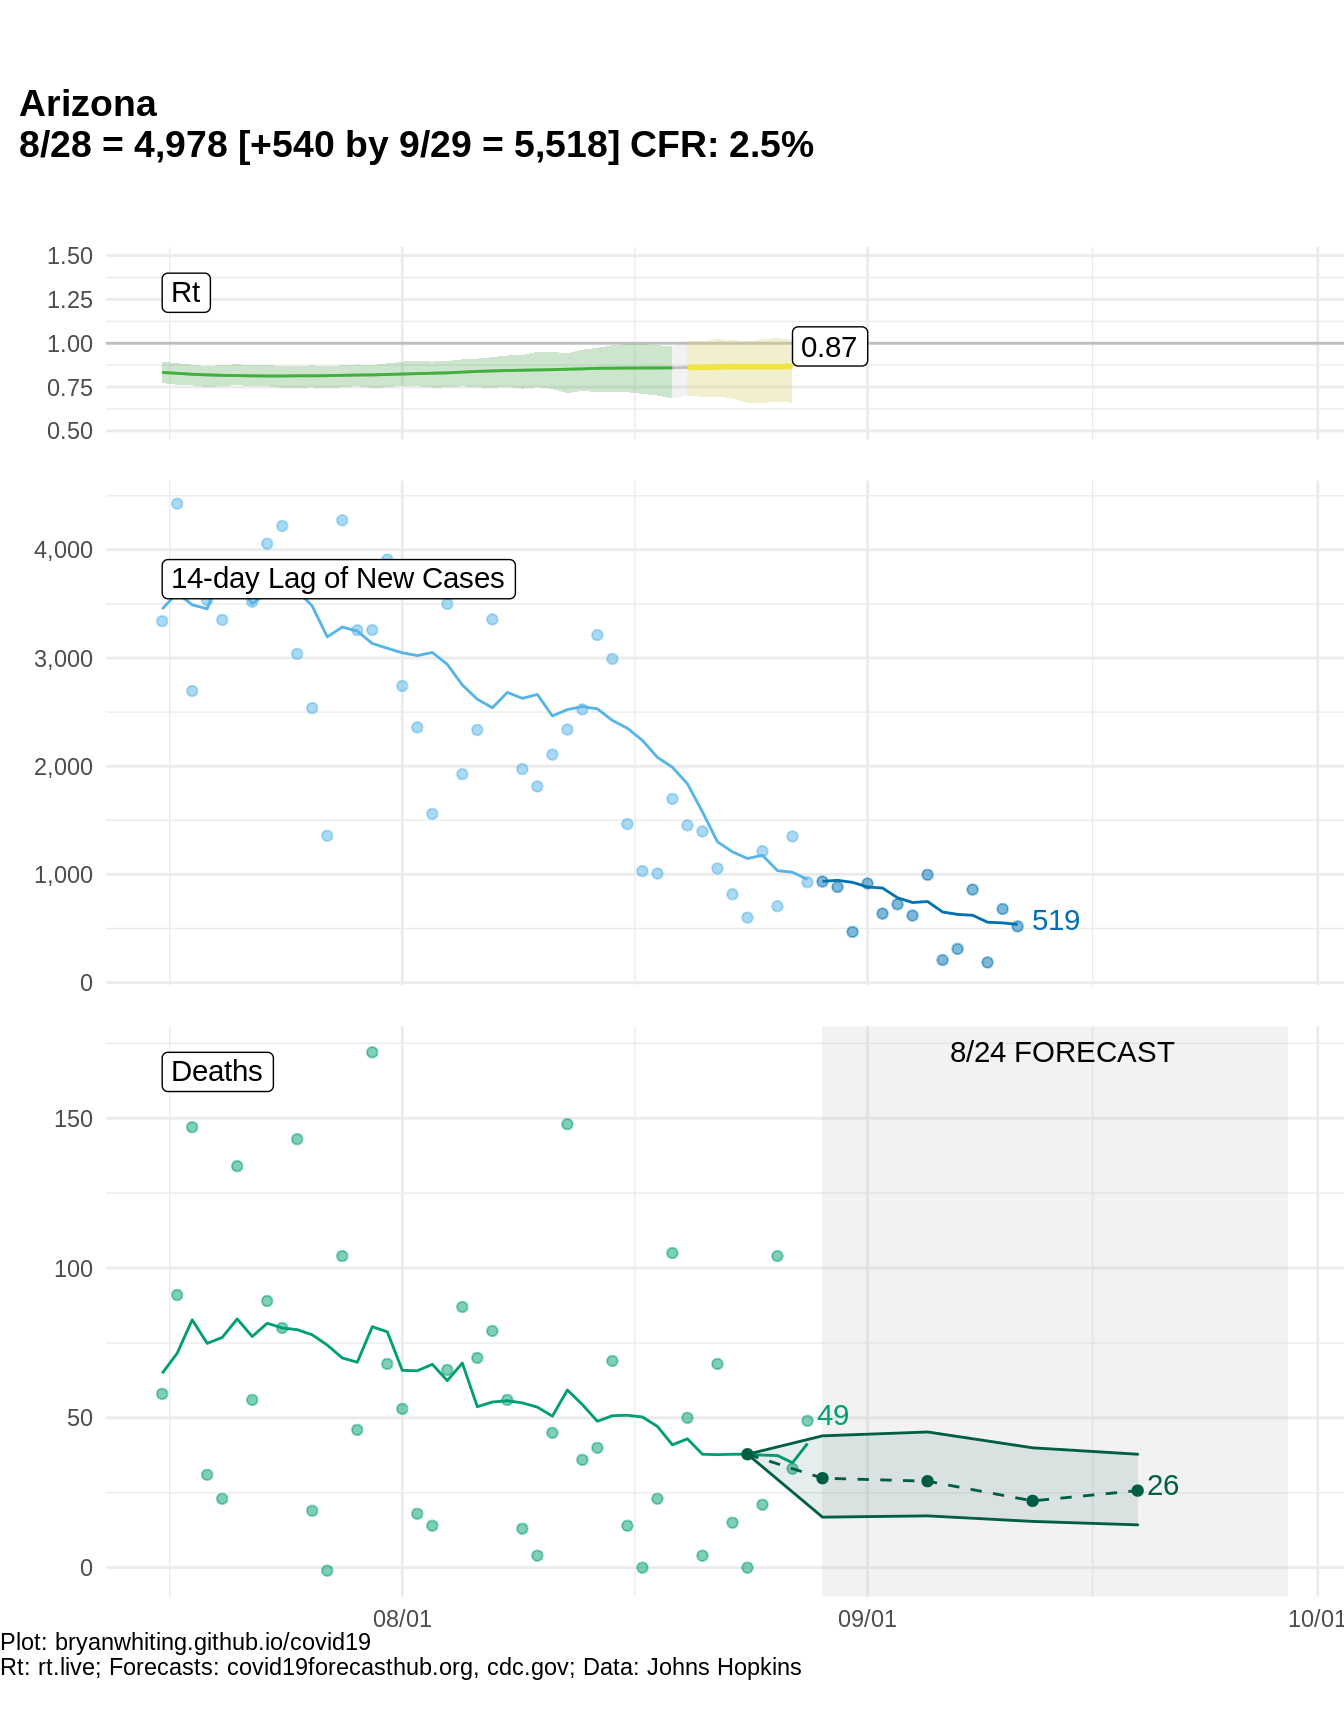 Arizona
8/28 = 4,978 [+540 by 9/29 = 5,518] CFR: 2.5%
1.50
1.25
1.00
0.75
0.50
Rt
0.87
4,000
3,000
2,000
1,000
0
14-day Lag of New Cases
519
150
100
50
0
Deaths
8/24 FORECAST
49
26
08/01
09/01
10/01
Plot: bryanwhiting.github.io/covid19
Rt: rt.live; Forecasts: covid19forecasthub.org, cdc.gov; Data: Johns Hopkins